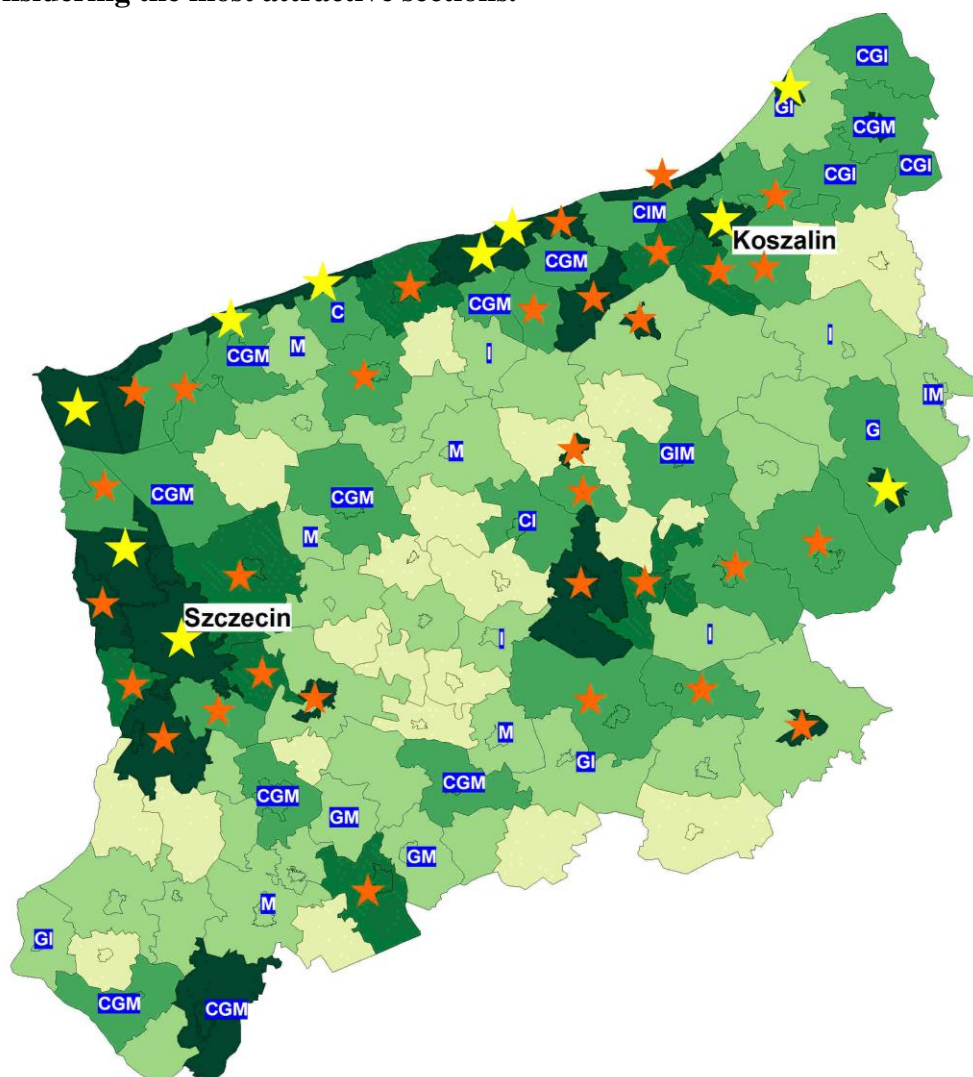 nsidering the most attractive sections.
CGI
GI
CGM
CGI
CGI
CIM
Koszalin
CGM
CGM
C
CGM
M
I
I
IM
G
M
GIM
CGM
CGM
CI
M
Szczecin
I
I
M
GI
CGM
CGM
GM
GM
M
GI
CGM
CGM